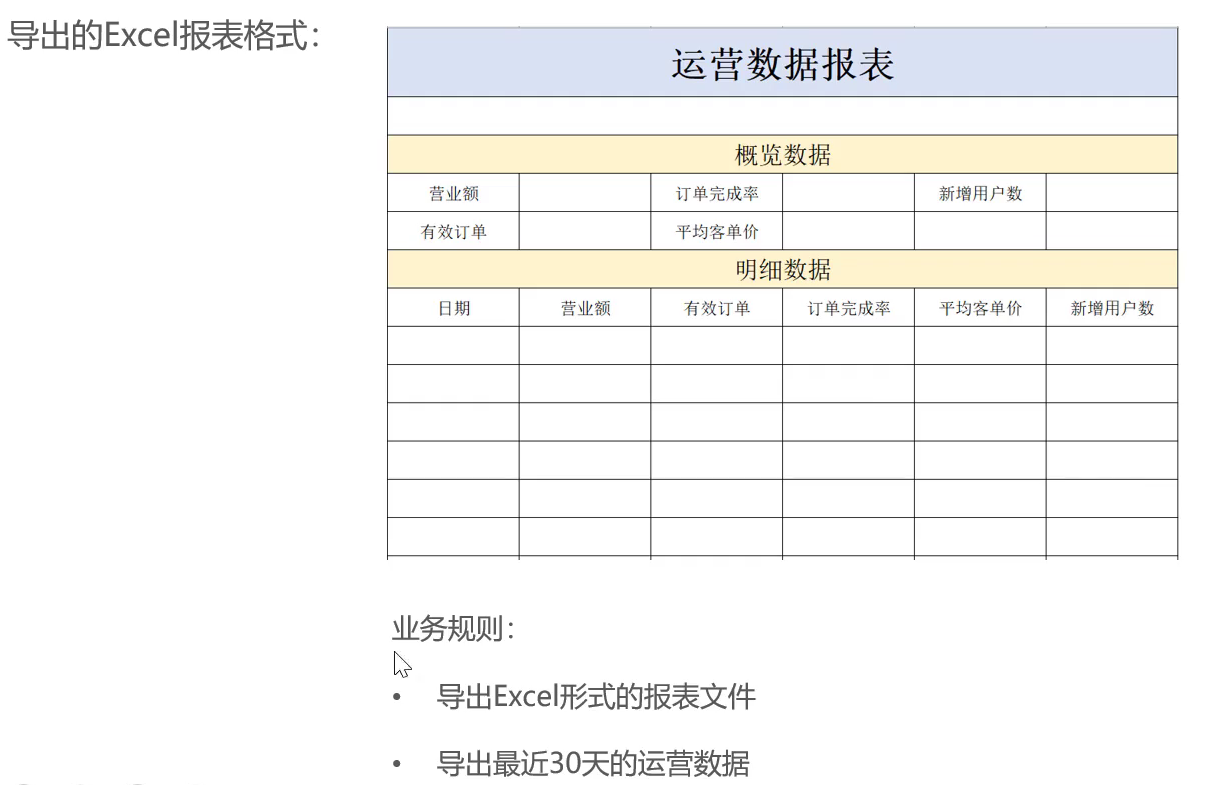 导出的Excel报表格式：
运营数据报表
概览数据
营业额 订单完成率 新增用户数
有效订单 平均客单价
明细数据
日期 营业额 有效订单 订单完成率 平均客单价 新增用户数
业务规则：
• 导出Excel形式的报表文件
• 导出最近30天的运营数据